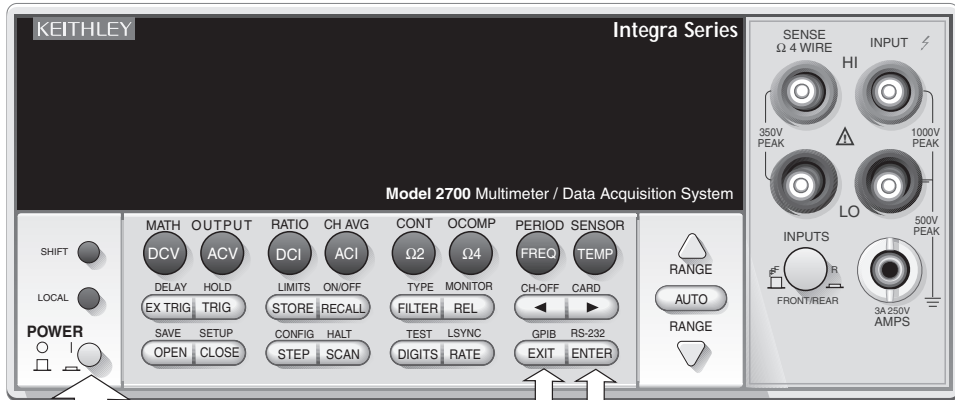 KEITHLEY
Integra Series
Model 2700 Multimeter / Data Acquisition System
SENSE
Ω 4 WIRE
INPUT
HI
350V
PEAK
1000V
PEAK
LO
500V
PEAK
INPUTS
F
R
FRONT/REAR
3A 250V
AMPS
SHIFT
LOCAL
POWER
MATH OUTPUT RATIO CH AVG CONT OCOMP PERIOD SENSOR
DCV ACV DCI ACI Ω2 Ω4 FREQ TEMP
DELAY HOLD LIMITS ON/OFF TYPE MONITOR CH-OFF CARD
EX TRIG TRIG STORE RECALL FILTER REL
SAVE SETUP CONFIG HALT TEST LSYNC GPIB RS-232
OPEN CLOSE STEP SCAN DIGITS RATE EXIT ENTER
RANGE
AUTO
RANGE